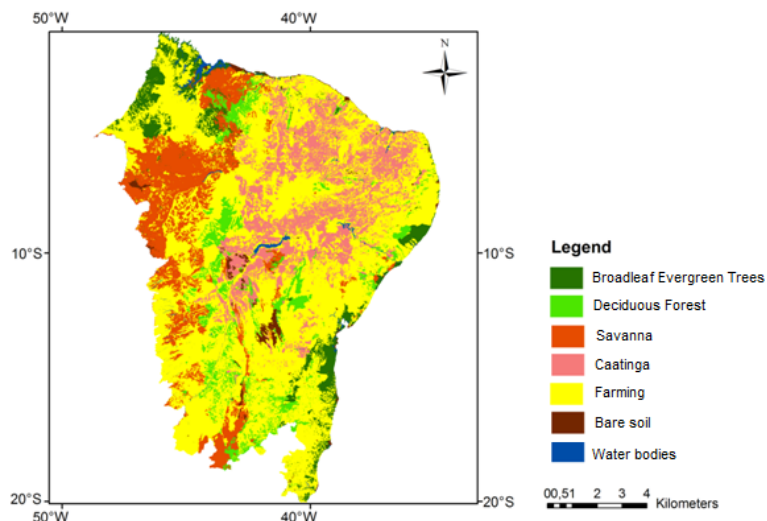 50°W 40°W
N
10°S 10°S
Legend
Broadleaf Evergreen Trees
Deciduous Forest
Savanna
Caatinga
Farming
Bare soil
Water bodies
20°S 20°S
00,51 2 3 4 Kilometers
50°W 40°W